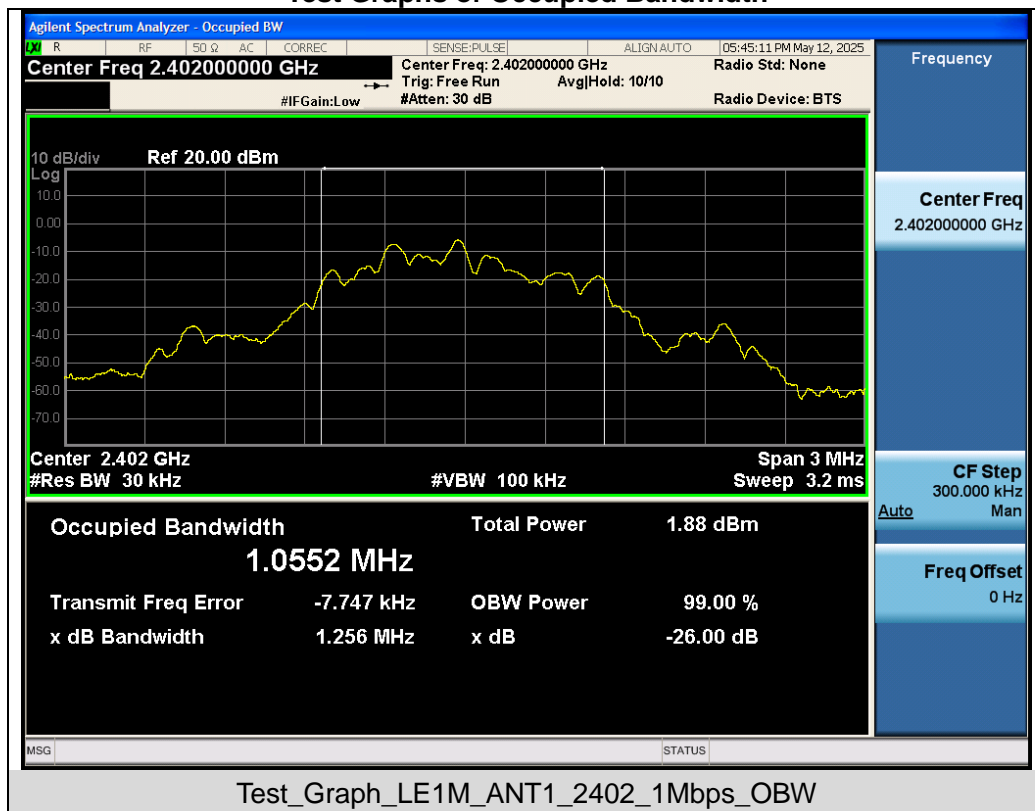 Test Graphs of Occupied Bandwidth
Agilent Spectrum Analyzer - Occupied BW
LXI R RF 50 Ω AC CORREC SENSE:PULSE ALIGN AUTO 05:45:11 PM May 12, 2025
Center Freq 2.402000000 GHz
Center Freq: 2.402000000 GHz
Radio Std: None
Trig: Free Run Avg|Hold: 10/10
#IFGain:Low #Atten: 30 dB
Radio Device: BTS
Frequency
10 dB/div Ref 20.00 dBm
Log
10.0
0.00
-10.0
-20.0
-30.0
-40.0
-50.0
-60.0
-70.0
Center 2.402 GHz Span 3 MHz
#Res BW 30 kHz #VBW 100 kHz Sweep 3.2 ms
Center Freq
2.402000000 GHz
CF Step
300.000 kHz
Auto Man
Freq Offset
0 Hz
Occupied Bandwidth Total Power 1.88 dBm
1.0552 MHz
Transmit Freq Error -7.747 kHz OBW Power 99.00 %
x dB Bandwidth 1.256 MHz x dB -26.00 dB
MSG STATUS
Test_Graph_LE1M_ANT1_2402_1Mbps_OBW